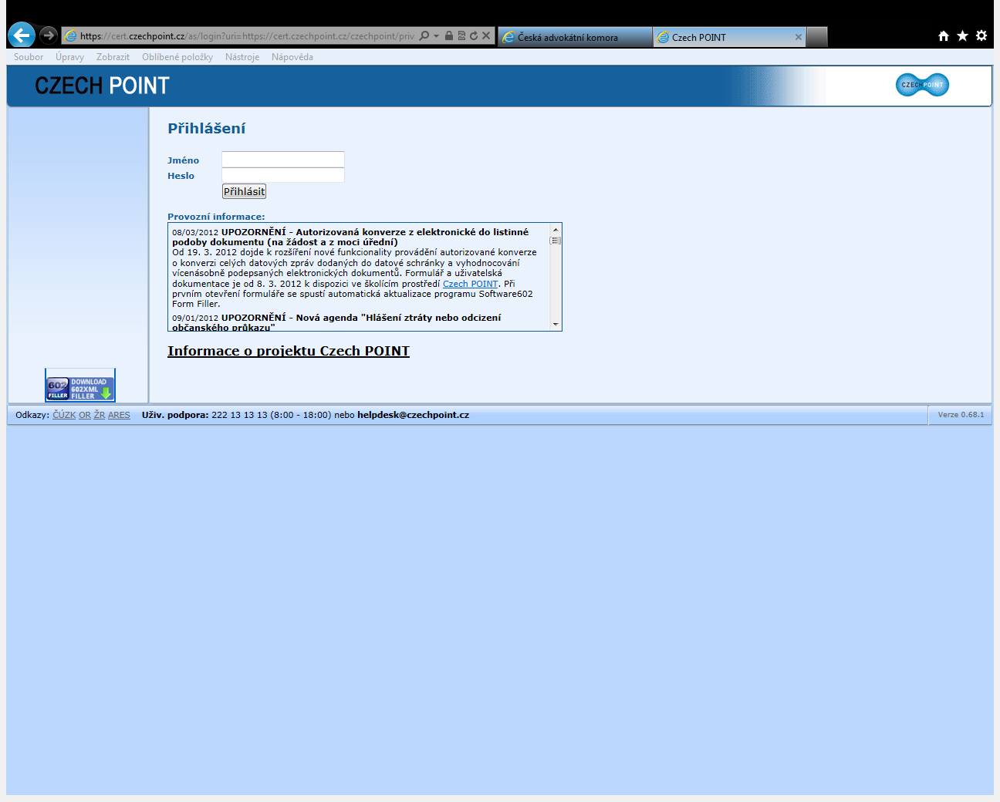 https://cert.czechpoint.cz/as/login?uri=https://cert.czechpoint.cz/czechpoint/priv
Česká advokátní komora
Czech POINT
Soubor Úpravy Zobrazit Oblíbené položky Nástroje Nápověda
CZECH POINT
CZECHPOINT
Přihlášení
Jméno
Heslo
Přihlásit
Provozní informace:
08/03/2012 UPOZORNĚNÍ - Autorizovaná konverze z elektronické do listinné
podoby dokumentu (na žádost a z moci úřední)
Od 19. 3. 2012 dojde k rozšíření nové funkcionality provádění autorizované konverze
o konverzi celých datových zpráv dodaných do datové schránky a vyhodnocování
vícenásobně podepsaných elektronických dokumentů. Formulář a uživatelská
dokumentace je od 8. 3. 2012 k dispozici ve školícím prostředí Czech POINT. Při
prvním otevření formuláře se spustí automatická aktualizace programu Software602
Form Filler.
09/01/2012 UPOZORNĚNÍ - Nová agenda "Hlášení ztráty nebo odcizení
občanského průkazu"
Informace o projektu Czech POINT
602
FILLER
DOWNLOAD
602XML
FILLER
Odkazy: ČÚZK OR ŽR ARES Uživ. podpora: 222 13 13 13 (8:00 - 18:00) nebo helpdesk@czechpoint.cz
Verze 0.68.1